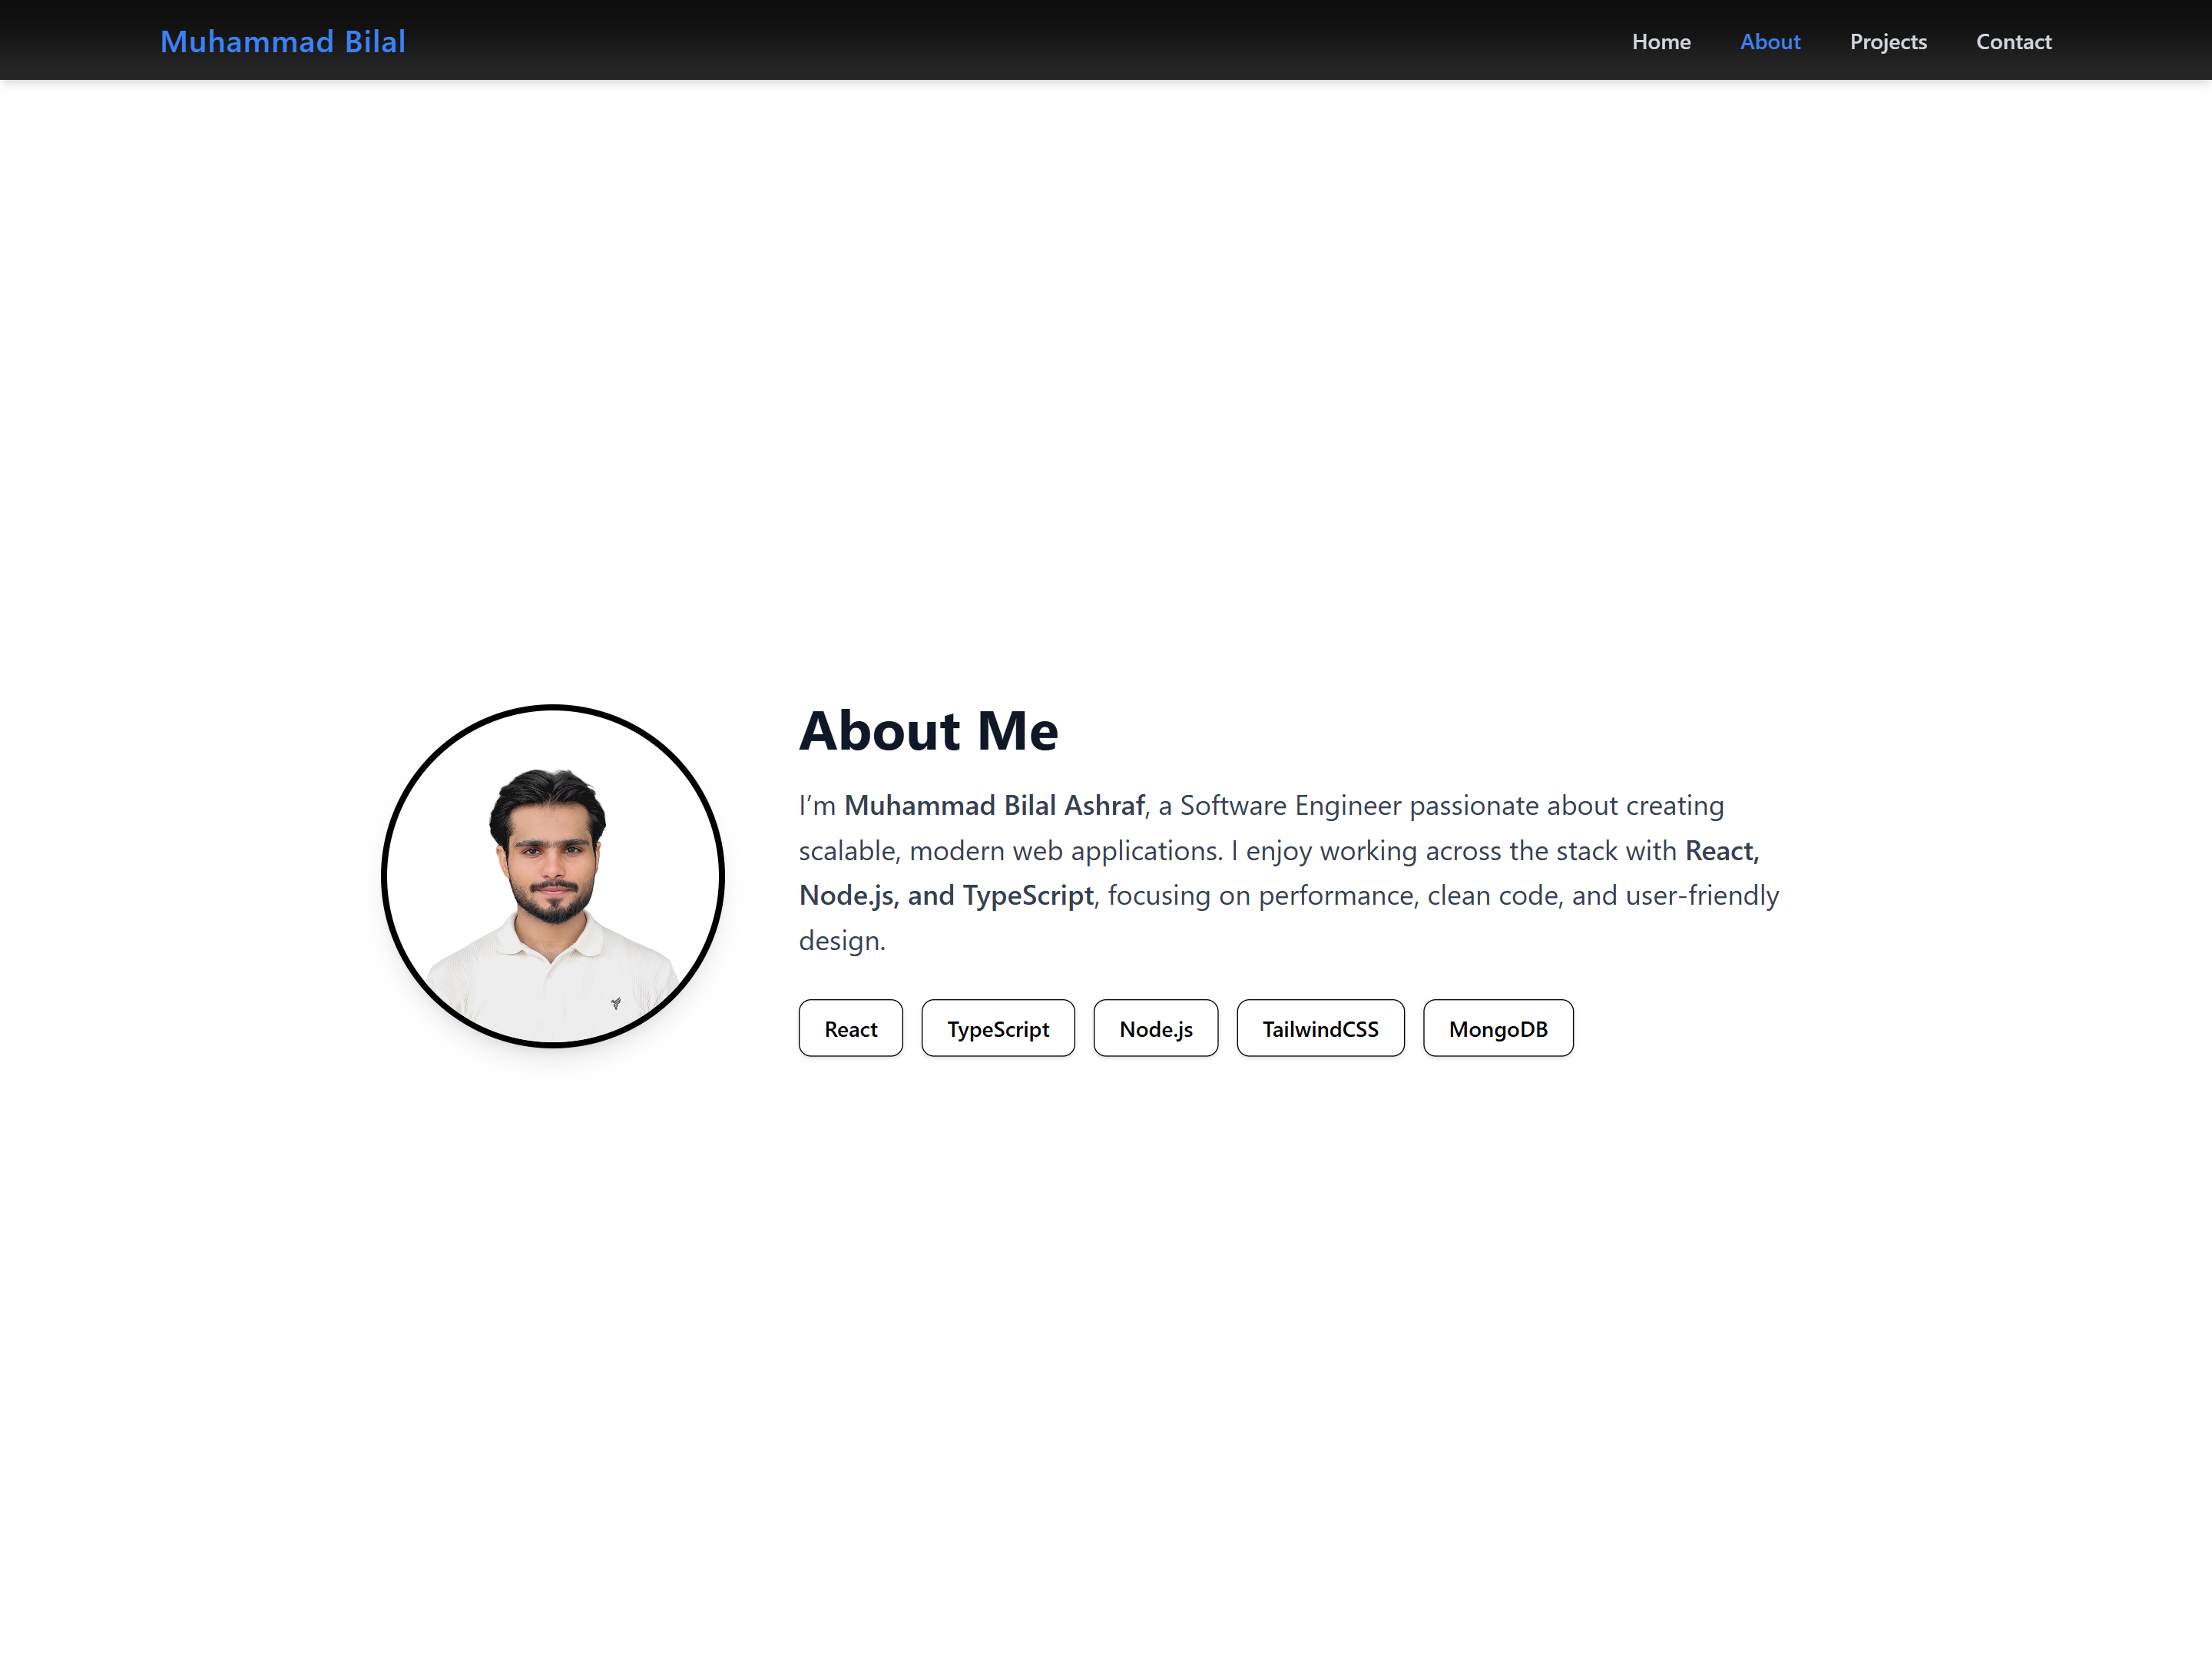 Muhammad Bilal
Home About Projects Contact
About Me
I’m Muhammad Bilal Ashraf, a Software Engineer passionate about creating
scalable, modern web applications. I enjoy working across the stack with React,
Node.js, and TypeScript, focusing on performance, clean code, and user-friendly
design.
React TypeScript Node.js TailwindCSS MongoDB